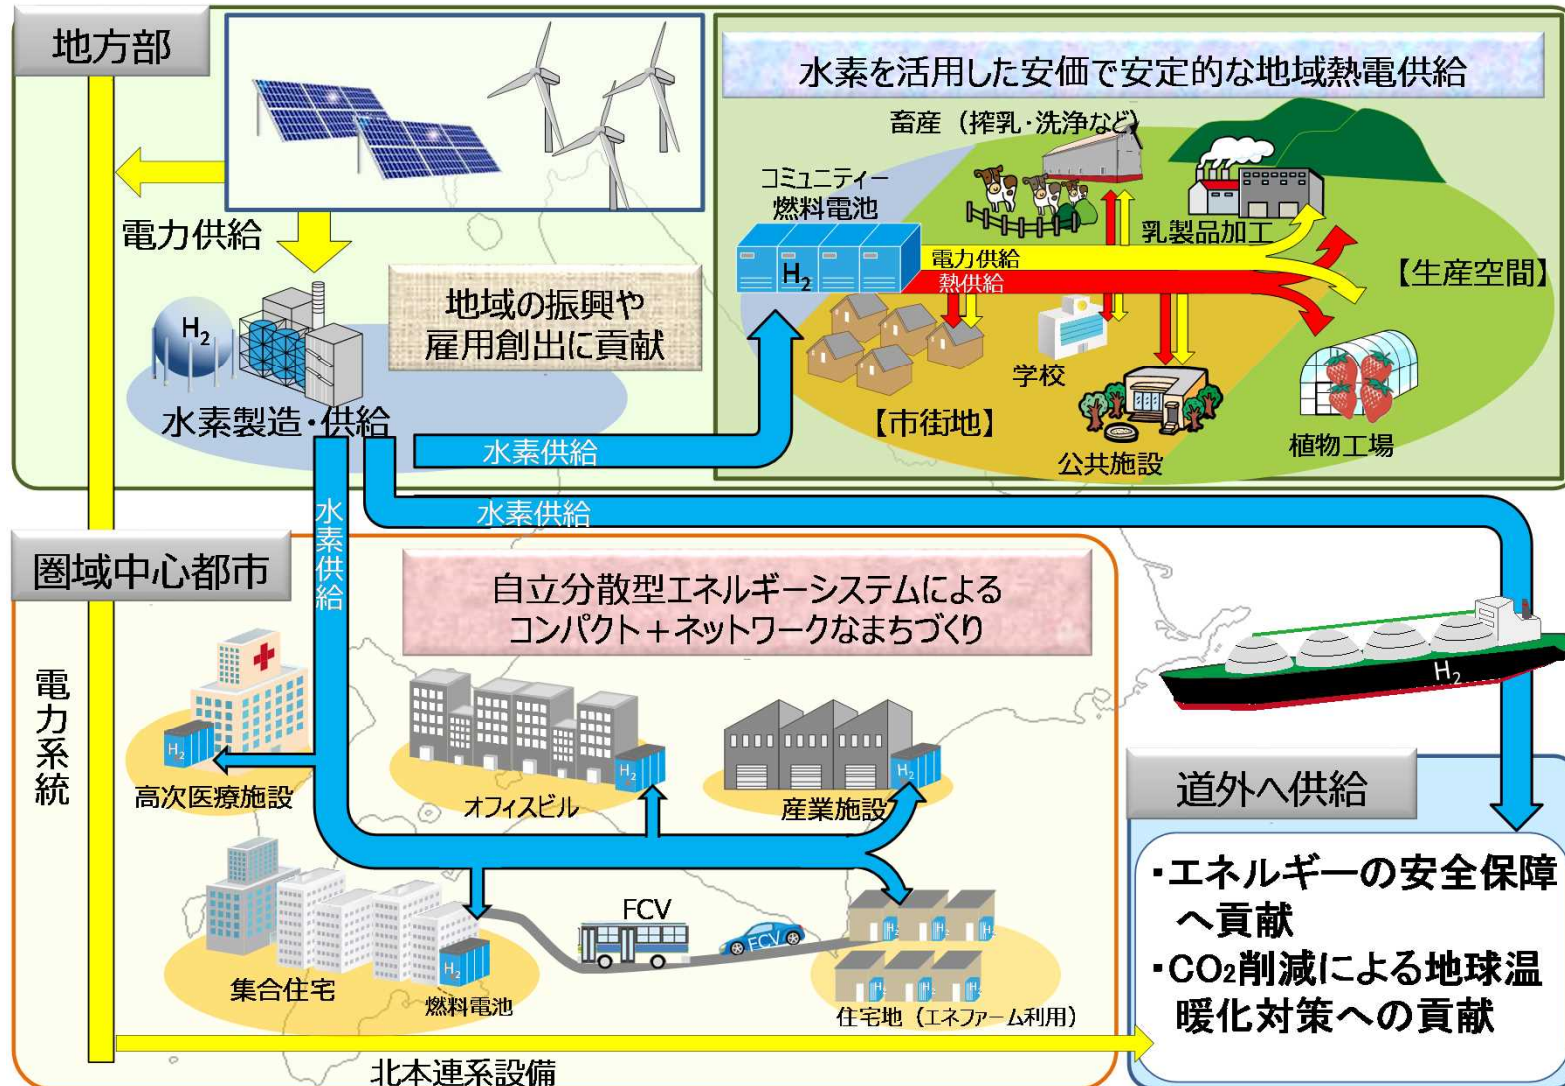 地方部
水素を活用した安価で安定的な地域熱電供給
畜産（搾乳・洗浄など）
コミュニティー
燃料電池
電力供給
乳製品加工
電力供給
H2
熱供給
【生産空間】
地域の振興や
雇用創出に貢献
H2
学校
水素製造・供給
【市街地】
植物工場
水素供給
公共施設
水素供給
水素供給
圏域中心都市
自立分散型エネルギーシステムによる
コンパクト＋ネットワークなまちづくり
H2
電力系統
H2
H2
H2
高次医療施設
オフィスビル
産業施設
道外へ供給
・エネルギーの安全保障
へ貢献
・CO2削減による地球温
暖化対策への貢献
FCV
FCV
H2
H2
H2
H2
集合住宅
燃料電池
H2
H2
H2
住宅地（エネファーム利用）
北本連系設備